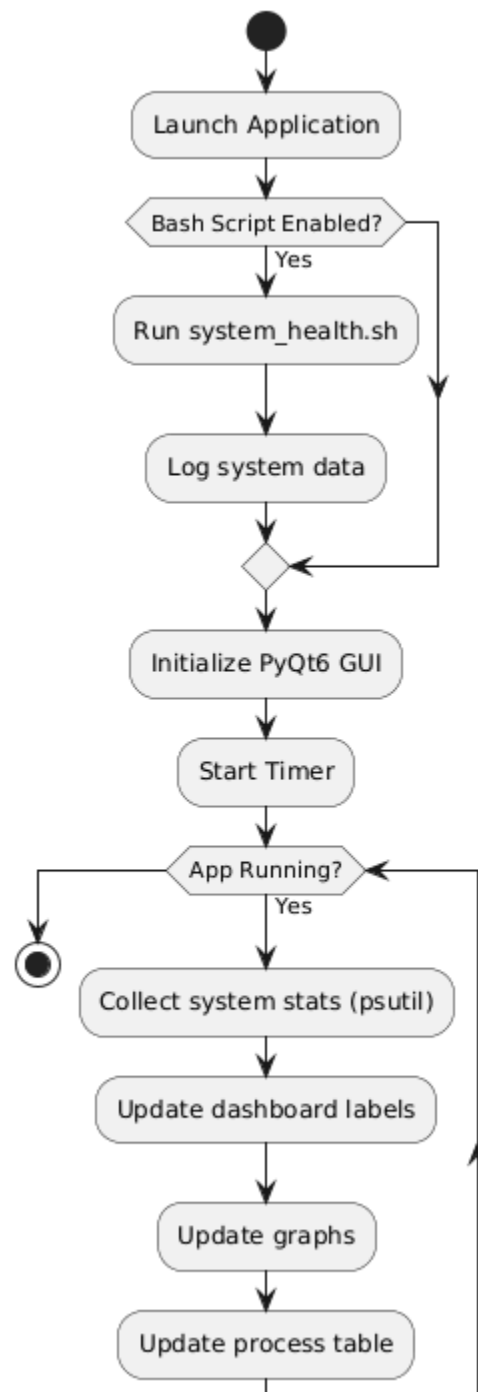 Launch Application
Bash Script Enabled?
Yes
Run system_health.sh
Log system data
Initialize PyQt6 GUI
Start Timer
App Running?
Yes
Collect system stats (psutil)
Update dashboard labels
Update graphs
Update process table